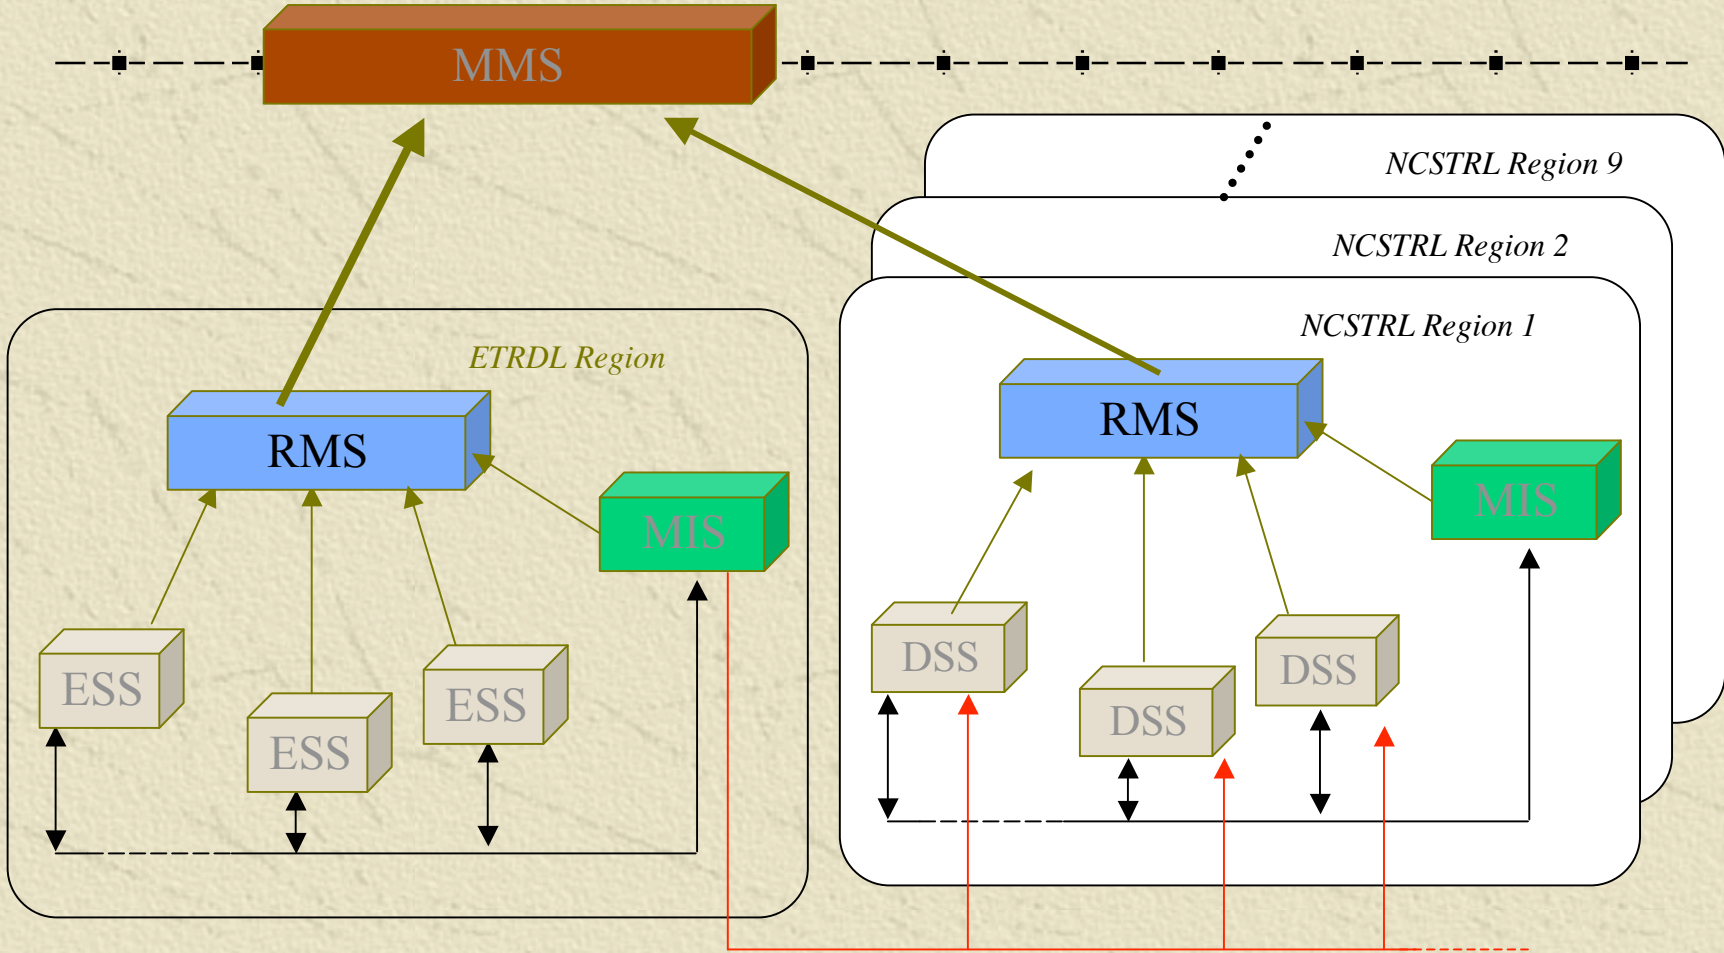 MMS
NCSTRL Region 9
NCSTRL Region 2
NCSTRL Region 1
ETRDL Region
RMS
MIS
ESS
ESS
ESS
RMS
MIS
DSS
DSS
DSS